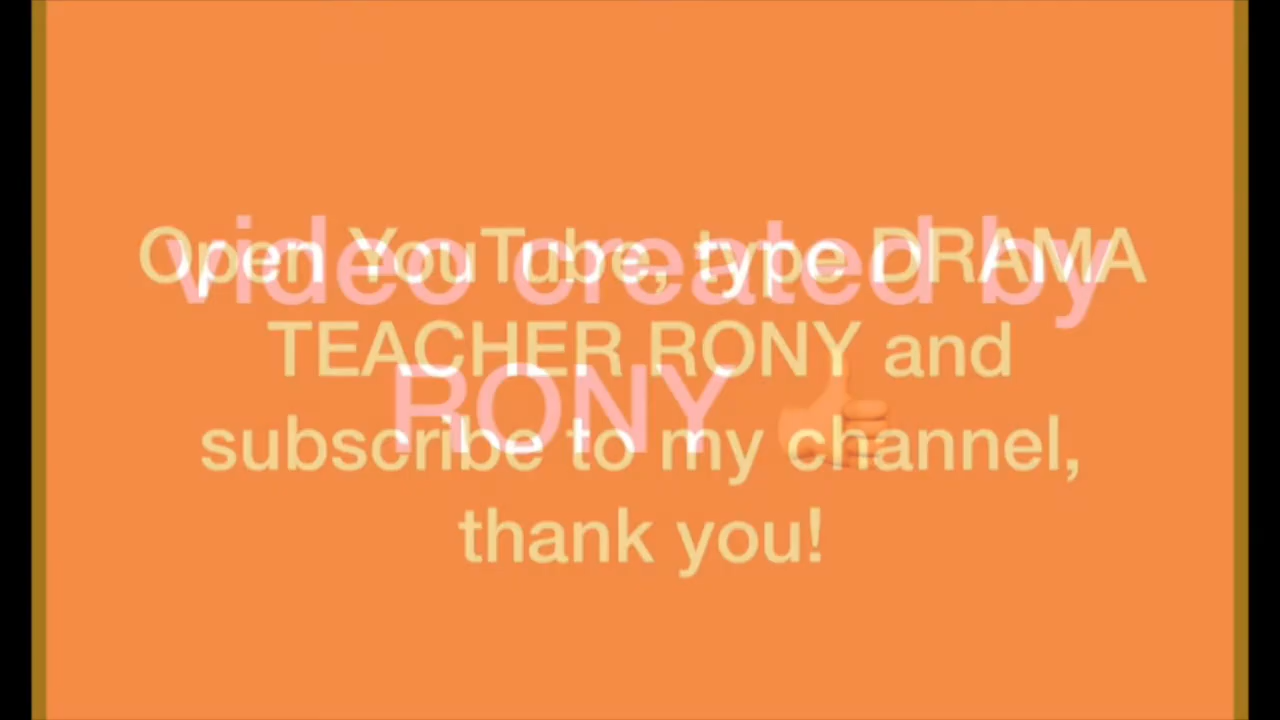 video created by
RONY 👍
Open YouTube, type DRAMA
TEACHER RONY and
subscribe to my channel,
thank you!